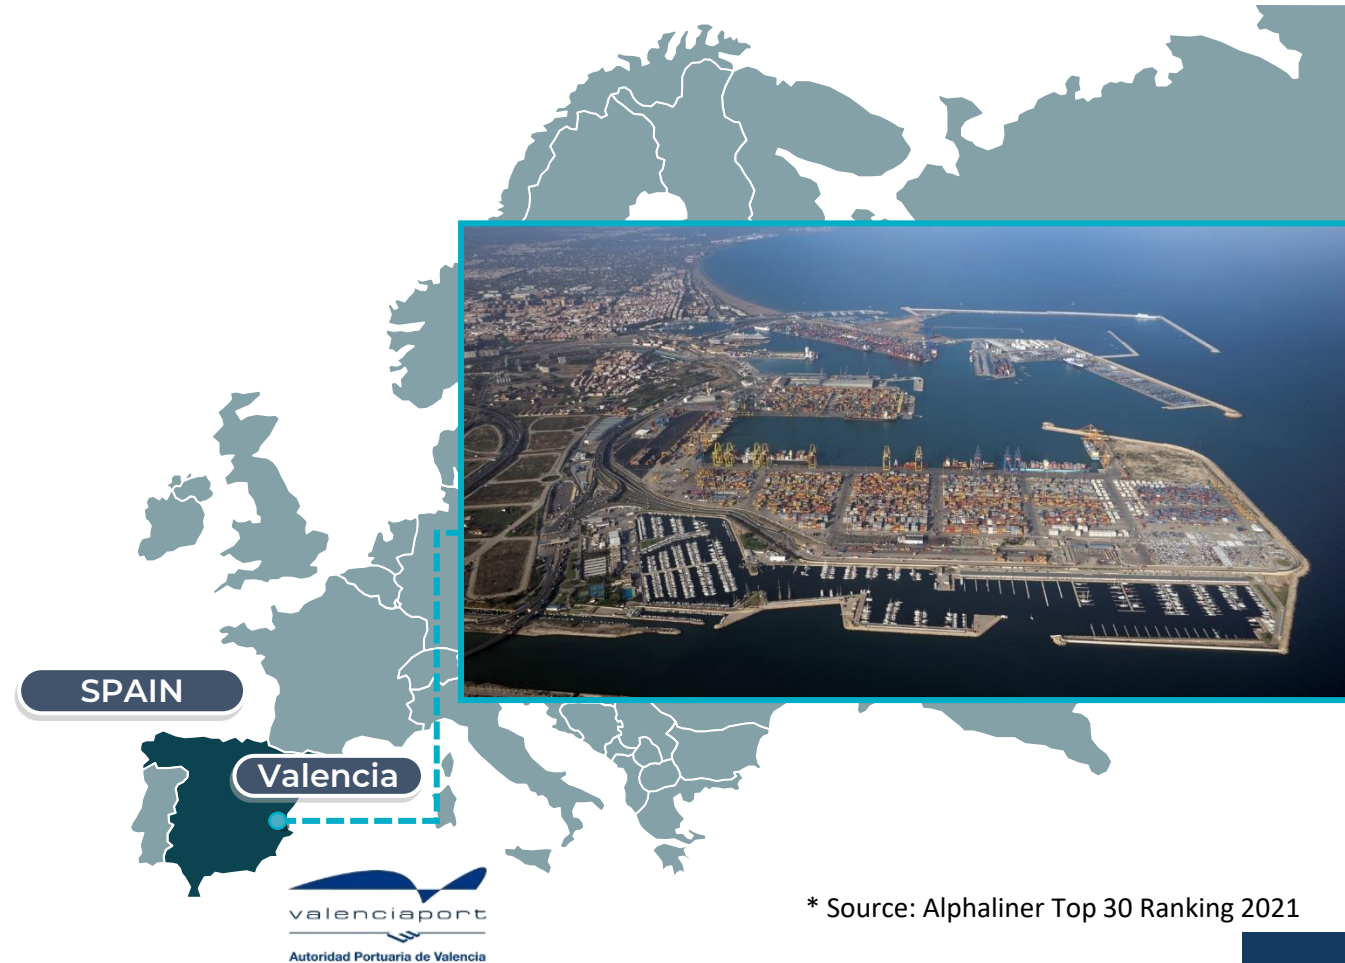 SPAIN
Valencia
valenciaport
Autoridad Portuaria de Valencia
* Source: Alphaliner Top 30 Ranking 2021